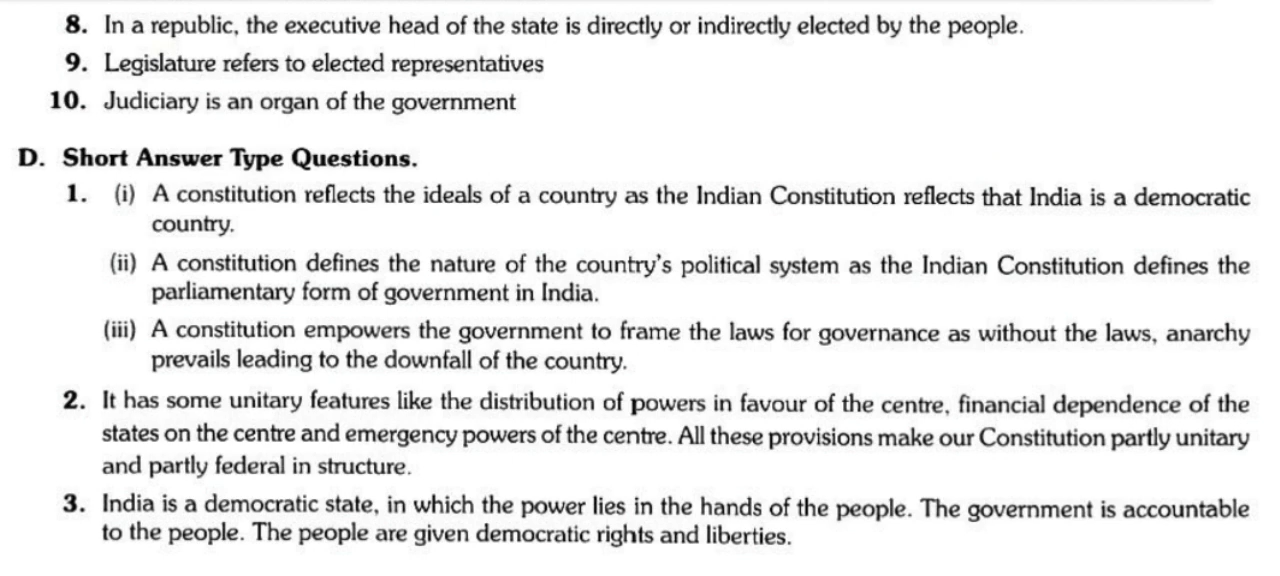 8. In a republic, the executive head of the state is directly or indirectly elected by the people.
9. Legislature refers to elected representatives
10. Judiciary is an organ of the government
D. Short Answer Type Questions.
1. (i) A constitution reflects the ideals of a country as the Indian Constitution reflects that India is a democratic
country.
(ii) A constitution defines the nature of the country's political system as the Indian Constitution defines the
parliamentary form of government in India.
(iii) A constitution empowers the government to frame the laws for governance as without the laws, anarchy
prevails leading to the downfall of the country.
2. It has some unitary features like the distribution of powers in favour of the centre, financial dependence of the
states on the centre and emergency powers of the centre. All these provisions make our Constitution partly unitary
and partly federal in structure.
3. India is a democratic state, in which the power lies in the hands of the people. The government is accountable
to the people. The people are given democratic rights and liberties.